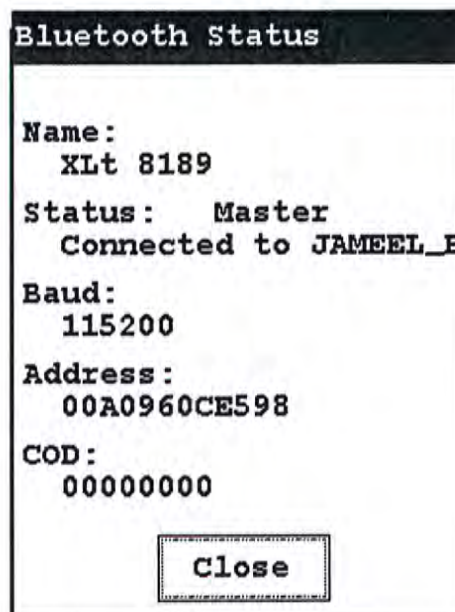 Bluetooth Status
Name:
XLt 8189
Status: Master
Connected to JAMEEL_
Baud:
115200
Address:
00A0960CE598
COD:
00000000
Close